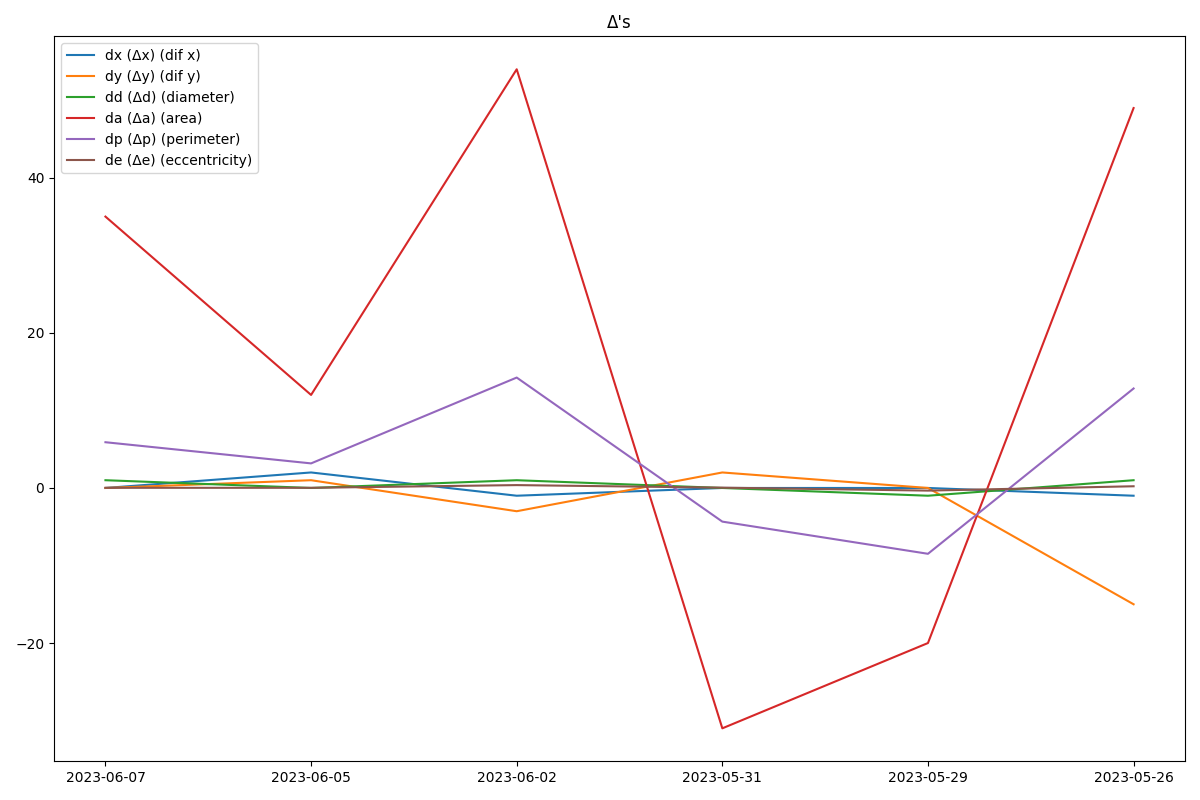 Δ's
dx (Δx) (dif x)
dy (Δy) (dif y)
dd (Δd) (diameter)
da (Δa) (area)
dp (Δp) (perimeter)
de (Δe) (eccentricity)
40
20
0
−20
2023-06-07 2023-06-05 2023-06-02 2023-05-31 2023-05-29 2023-05-26